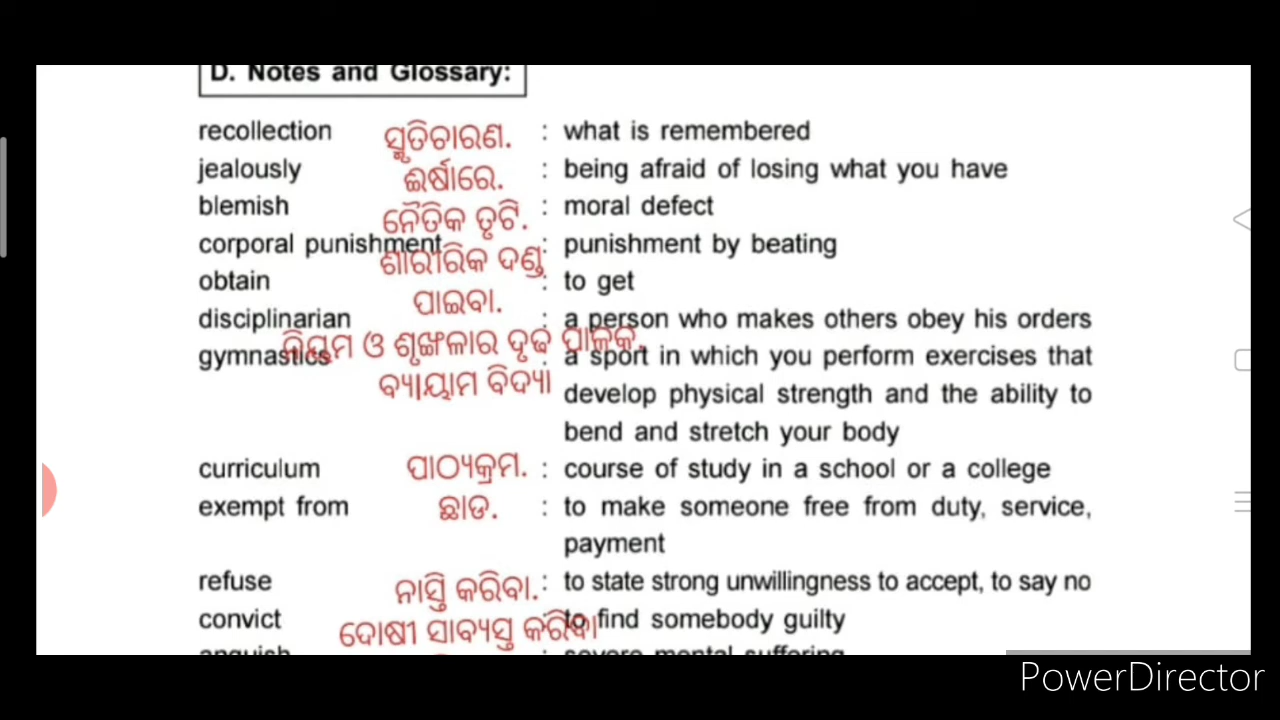 D. Notes and Glossary:
recollection ସ୍ମୃତିଚାରଣ. : what is remembered
jealously ଈର୍ଷାରେ. : being afraid of losing what you have
blemish ନୈତିକ ତୃଟି. : moral defect
corporal punishment ଶାରୀରିକ ଦଣ୍ଡ : punishment by beating
obtain ପାଇବା. : to get
disciplinarian ନିୟମ ଓ ଶୃଙ୍ଖଳାର ଦୃଢ ପାଳକ. : a person who makes others obey his orders
gymnastics ବ୍ୟାୟାମ ବିଦ୍ୟା : a sport in which you perform exercises that
develop physical strength and the ability to
bend and stretch your body
curriculum ପାଠ୍ୟକ୍ରମ. : course of study in a school or a college
exempt from ଛାଡ. : to make someone free from duty, service,
payment
refuse ନାସ୍ତି କରିବା. : to state strong unwillingness to accept, to say no
convict ଦୋଷୀ ସାବ୍ୟସ୍ତ କରିବା : to find somebody guilty
anguish : severe mental suffering
PowerDirector